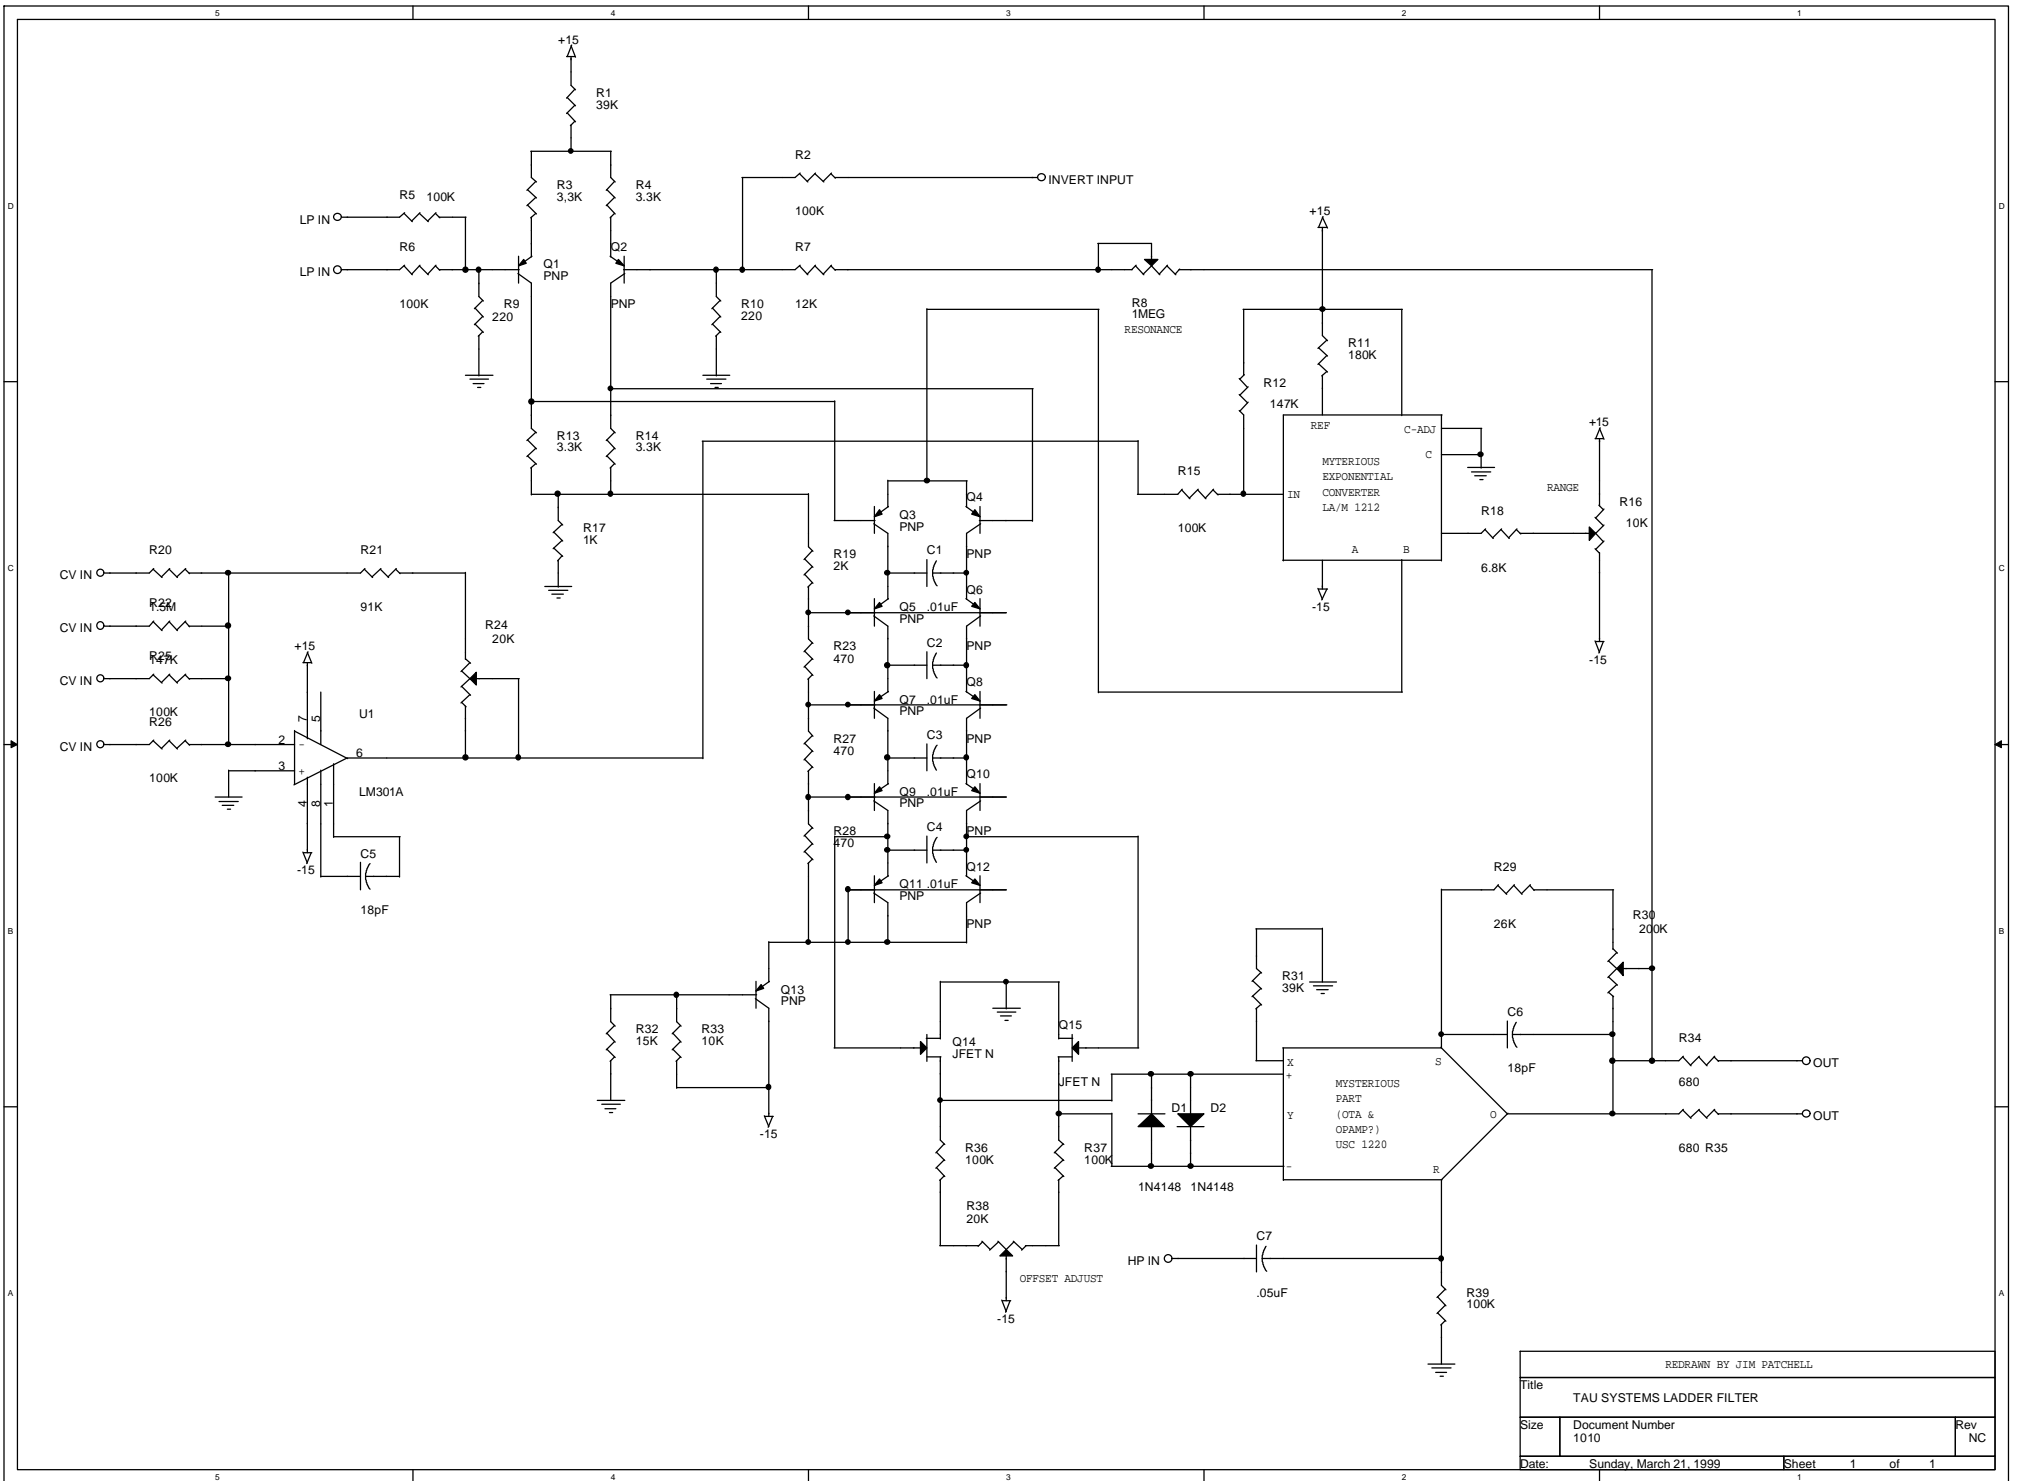 5
4
3
2
1
D
C
B
A
D
C
B
A
+15
R1
39K
R3
3,3K
R4
3.3K
R5
100K
LP IN
R6
100K
LP IN
Q1
PNP
Q2
PNP
R9
220
R10
220
R2
100K
INVERT INPUT
R7
12K
R8
1MEG
RESONANCE
+15
R11
180K
R12
147K
REF
C-ADJ
C
MYTERIOUS
EXPONENTIAL
CONVERTER
LA/M 1212
IN
A
B
-15
R15
100K
R18
6.8K
RANGE
+15
R16
10K
-15
R13
3.3K
R14
3.3K
R17
1K
R19
2K
R23
470
R27
470
R28
470
Q3
PNP
Q4
PNP
C1
.01uF
Q5
PNP
Q6
PNP
C2
.01uF
Q7
PNP
Q8
PNP
C3
.01uF
Q9
PNP
Q10
PNP
C4
.01uF
Q11
PNP
Q12
PNP
CV IN
R20
1.5M
CV IN
R22
147K
CV IN
R25
100K
CV IN
R26
100K
R21
91K
R24
20K
+15
U1
7
5
2
3
6
4
8
1
-
+
LM301A
-15
C5
18pF
Q13
PNP
R32
15K
R33
10K
-15
Q14
JFET N
Q15
JFET N
R36
100K
R37
100K
R38
20K
OFFSET ADJUST
-15
D1
D2
1N4148
1N4148
R31
39K
X
+
Y
-
S
O
R
MYSTERIOUS
PART
(OTA &
OPAMP?)
USC 1220
R29
26K
R30
200K
C6
18pF
R34
680
OUT
OUT
680 R35
HP IN
C7
.05uF
R39
100K
REDRAWN BY JIM PATCHELL
Title
TAU SYSTEMS LADDER FILTER
Size
Document Number
Rev
1010
NC
Date:
Sunday, March 21, 1999
Sheet
1
of
1
5
4
3
2
1